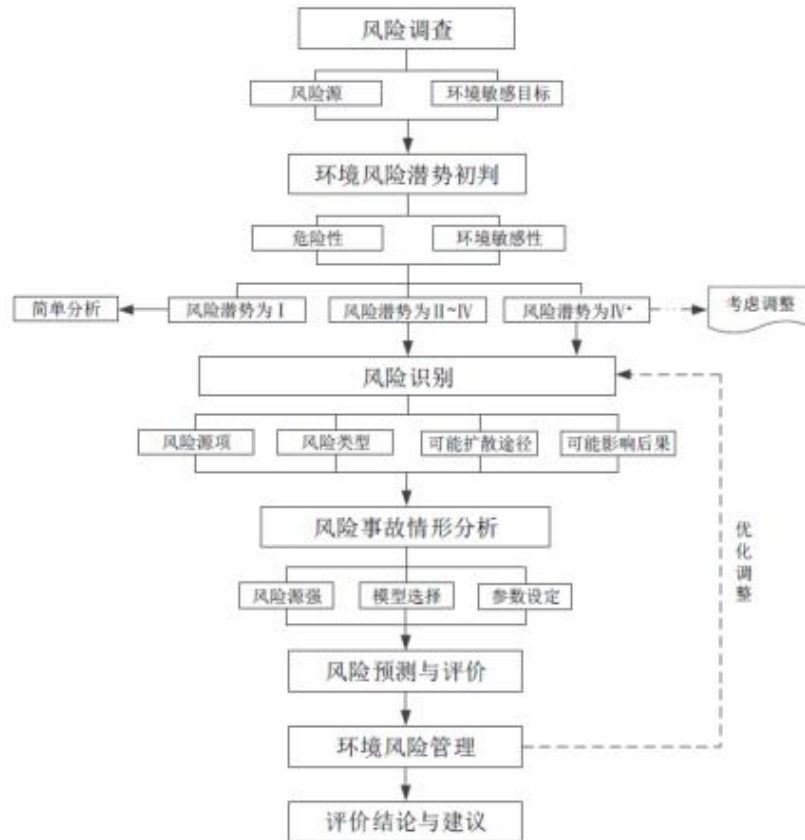 风险调查
风险源
环境敏感目标
环境风险潜势初判
危险性
环境敏感性
简单分析
风险潜势为Ⅰ
风险潜势为Ⅱ~Ⅳ
风险潜势为Ⅳ+
考虑调整
风险识别
风险源项
风险类型
可能扩散途径
可能影响后果
风险事故情形分析
优化调整
风险源强
模型选择
参数设定
风险预测与评价
环境风险管理
评价结论与建议